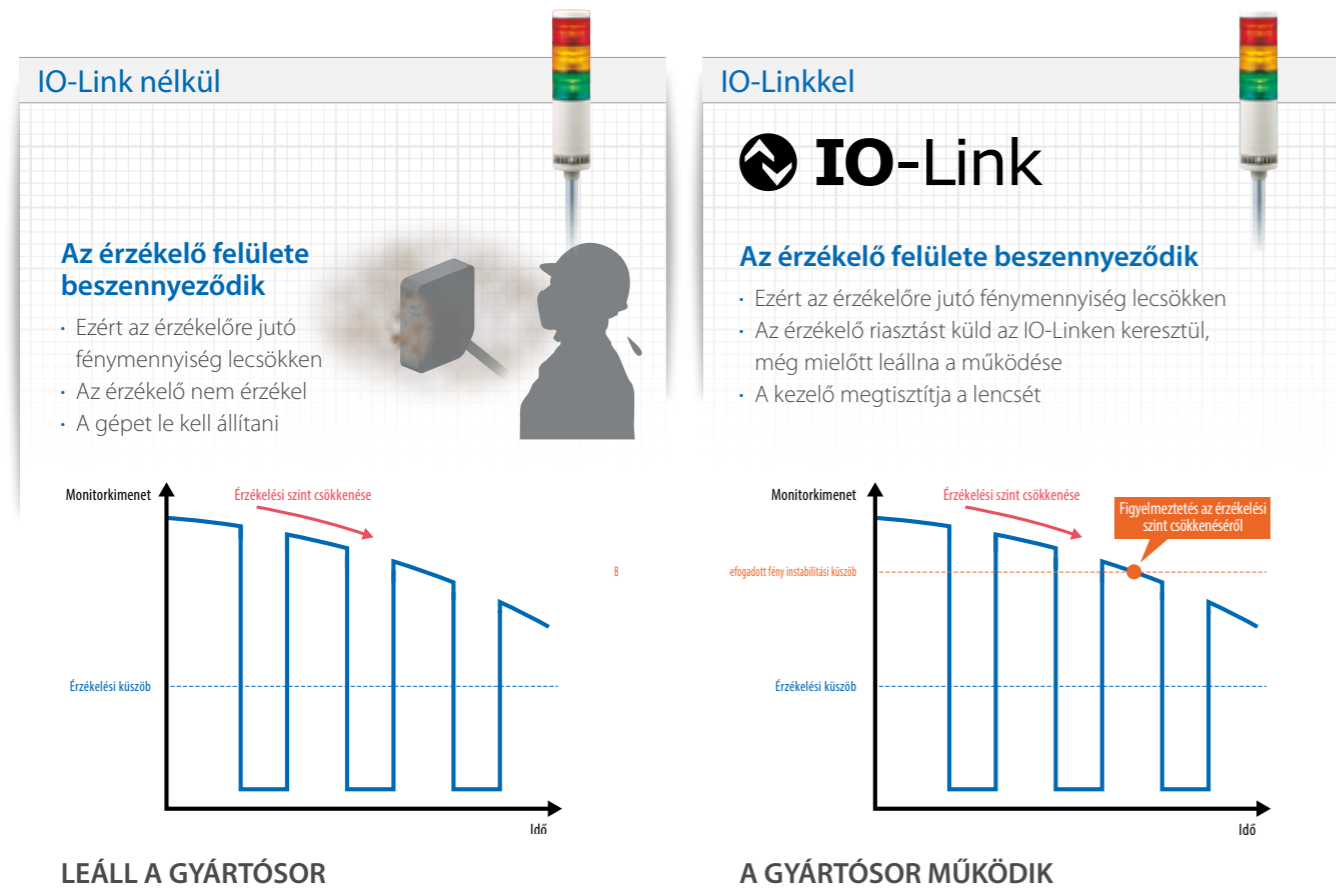 IO-Link nélkül
Az érzékelő felülete
beszennyeződik
· Ezért az érzékelőre jutó
fénymennyiség lecsökken
· Az érzékelő nem érzékel
· A gépet le kell állítani
Monitorkimenet
Érzékelési szint csökkenése
Érzékelési küszöb
Idő
LEÁLL A GYÁRTÓSOR
IO-Linkkel
IO-Link
Az érzékelő felülete beszennyeződik
· Ezért az érzékelőre jutó fénymennyiség lecsökken
· Az érzékelő riasztást küld az IO-Linken keresztül,
még mielőtt leállna a működése
· A kezelő megtisztítja a lencsét
Monitorkimenet
Érzékelési szint csökkenése
Figyelmeztetés az érzékelési
szint csökkenéséről
B efogadott fény instabilitási küszöb
Érzékelési küszöb
Idő
A GYÁRTÓSOR MŰKÖDIK